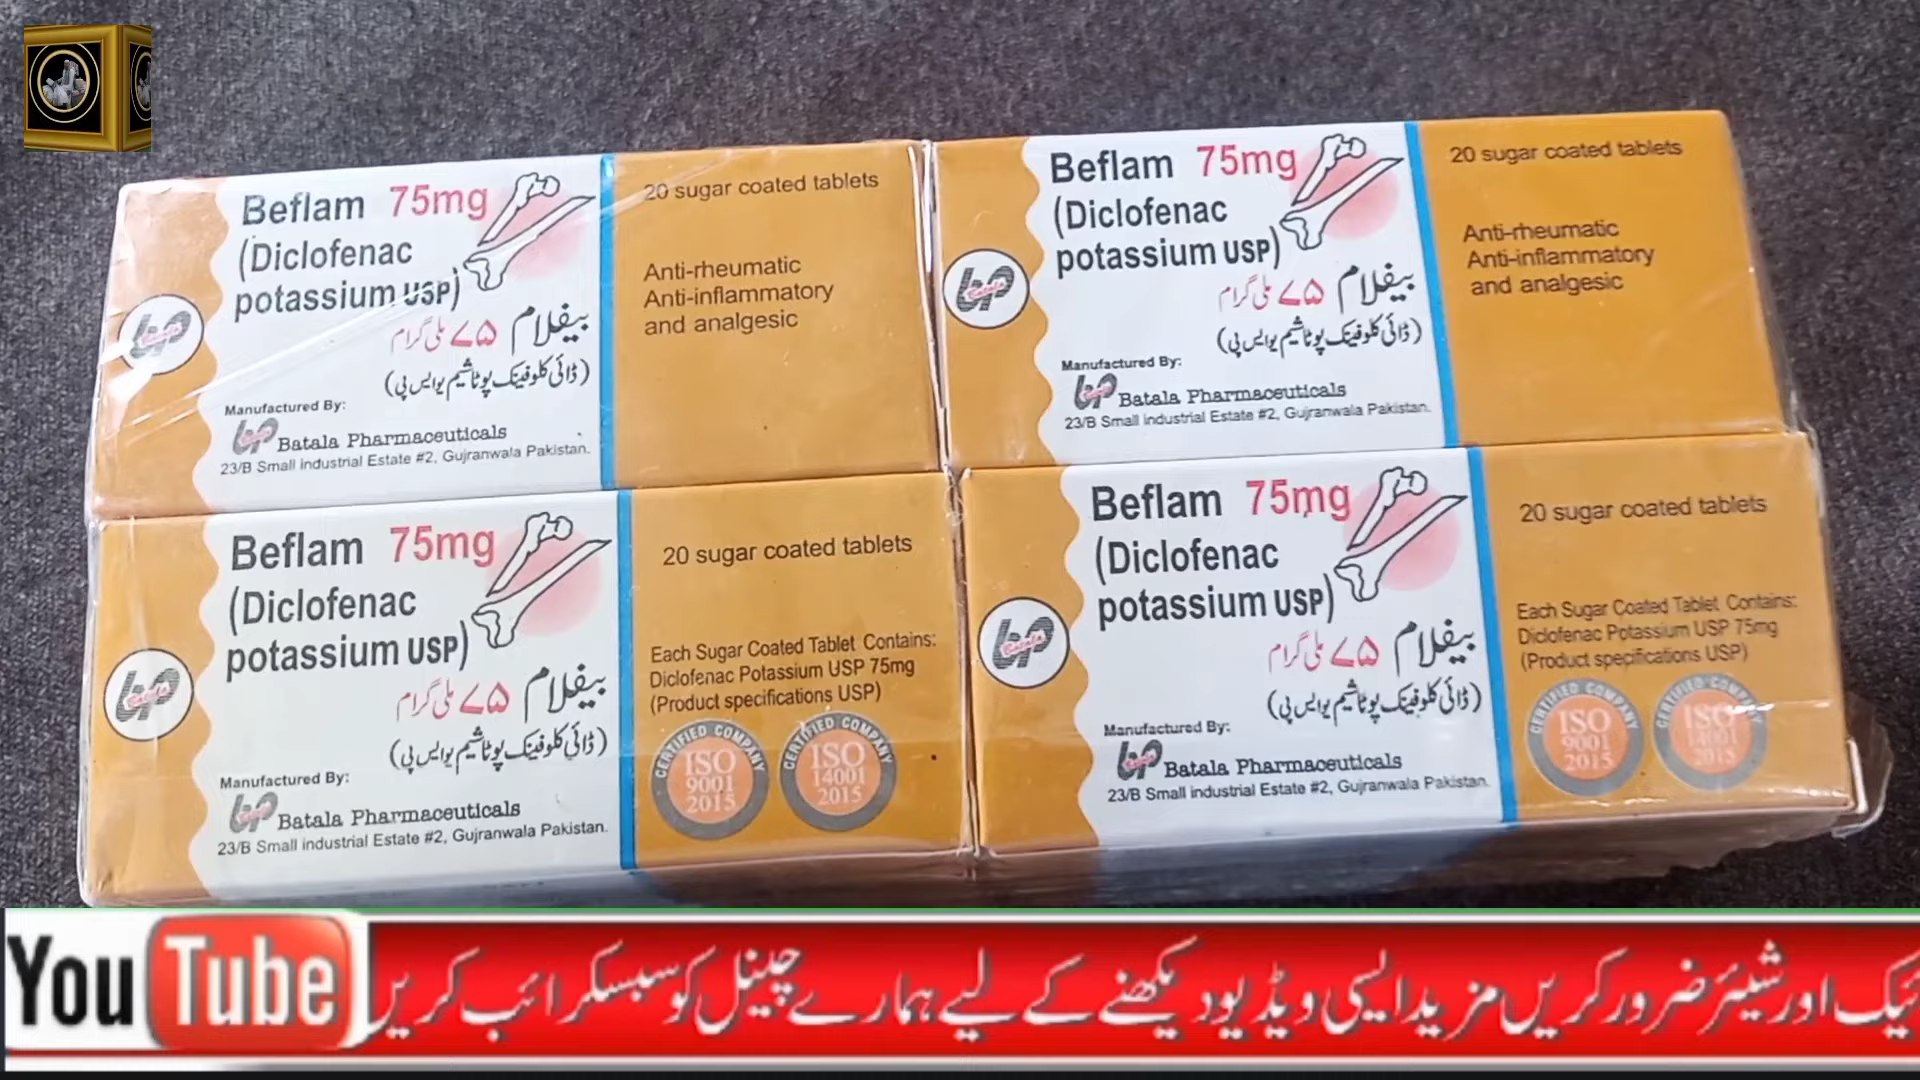 Beflam 75mg
(Diclofenac
potassium USP)
بیفلام ۷۵ ملی گرام
(ڈائی کلوفینک پوٹاشیم یو ایس پی)
Manufactured By:
Batala
Batala Pharmaceuticals
23/B Small industrial Estate #2, Gujranwala Pakistan.
20 sugar coated tablets
Anti-rheumatic
Anti-inflammatory
and analgesic
Beflam 75mg
(Diclofenac
potassium USP)
بیفلام ۷۵ ملی گرام
(ڈائی کلوفینک پوٹاشیم یو ایس پی)
Manufactured By:
Batala
Batala Pharmaceuticals
23/B Small industrial Estate #2, Gujranwala Pakistan.
20 sugar coated tablets
Anti-rheumatic
Anti-inflammatory
and analgesic
Beflam 75mg
(Diclofenac
potassium USP)
بیفلام ۷۵ ملی گرام
(ڈائی کلوفینک پوٹاشیم یو ایس پی)
Manufactured By:
Batala
Batala Pharmaceuticals
23/B Small industrial Estate #2, Gujranwala Pakistan.
20 sugar coated tablets
Each Sugar Coated Tablet Contains:
Diclofenac Potassium USP 75mg
(Product specifications USP)
CERTIFIED COMPANY
ISO
9001
2015
CERTIFIED COMPANY
ISO
14001
2015
Beflam 75mg
(Diclofenac
potassium USP)
بیفلام ۷۵ ملی گرام
(ڈائی کلوفینک پوٹاشیم یو ایس پی)
Manufactured By:
Batala
Batala Pharmaceuticals
23/B Small industrial Estate #2, Gujranwala Pakistan.
20 sugar coated tablets
Each Sugar Coated Tablet Contains:
Diclofenac Potassium USP 75mg
(Product specifications USP)
CERTIFIED COMPANY
ISO
9001
2015
CERTIFIED COMPANY
ISO
14001
2015
YouTube
اور شیئر ضرور کریں مزید ایسی ویڈیو دیکھنے کے لیے ہمارے چینل کو سبسکرائب کریں